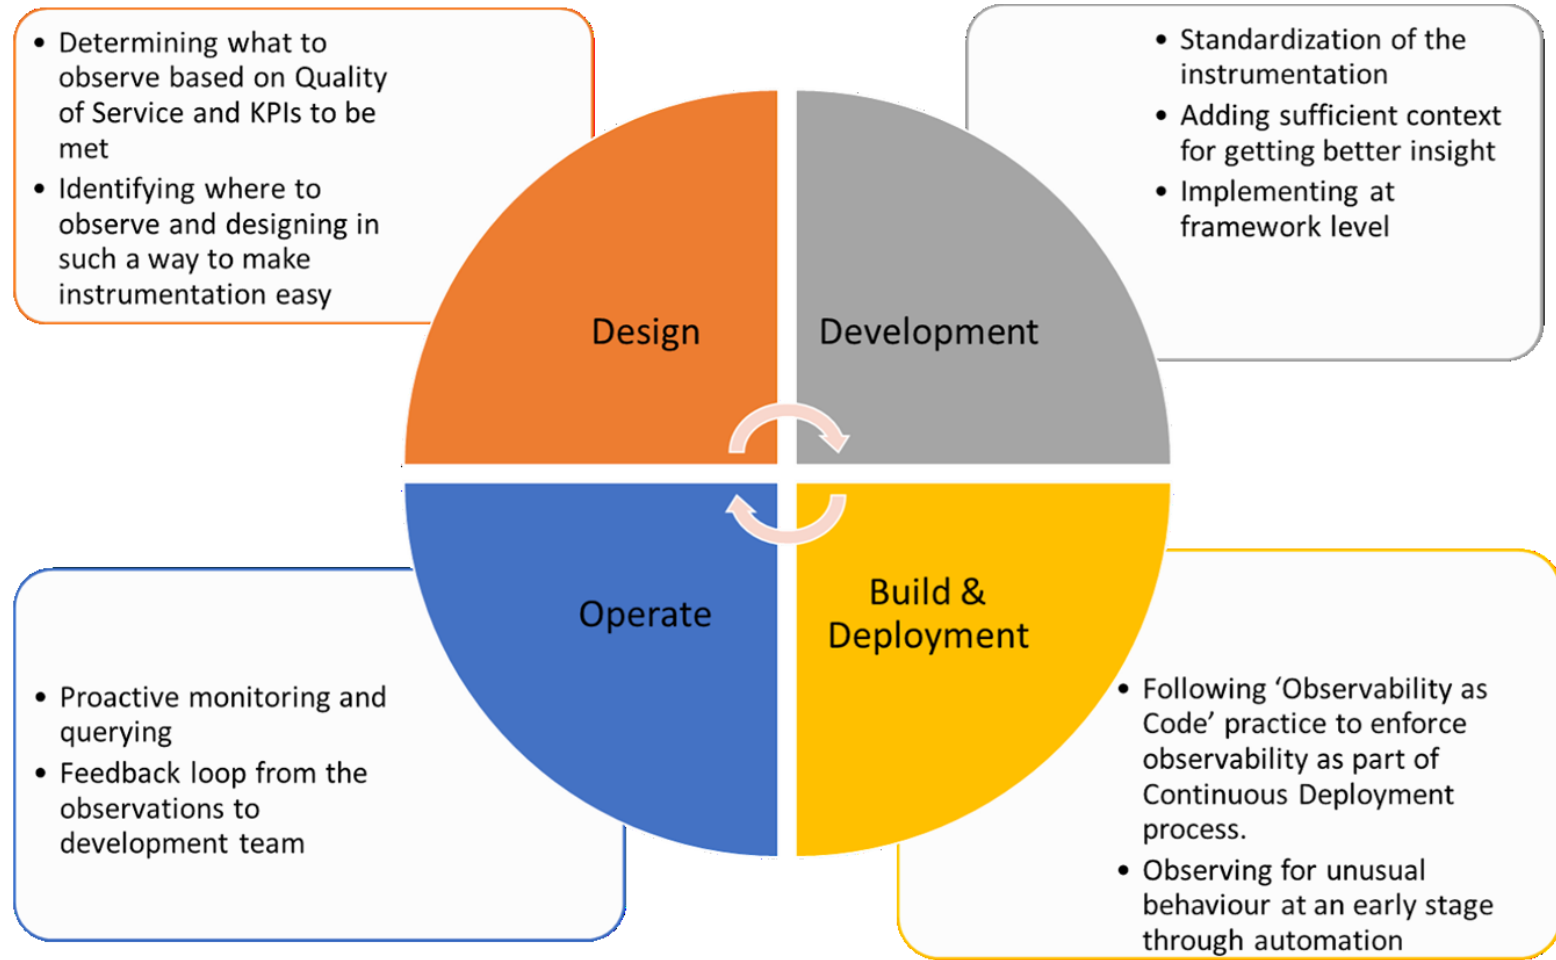 • Determining what to
observe based on Quality
of Service and KPIs to be
met
• Identifying where to
observe and designing in
such a way to make
instrumentation easy
• Standardization of the
instrumentation
• Adding sufficient context
for getting better insight
• Implementing at
framework level
Design
Development
Operate
Build &
Deployment
• Proactive monitoring and
querying
• Feedback loop from the
observations to
development team
• Following ‘Observability as
Code’ practice to enforce
observability as part of
Continuous Deployment
process.
• Observing for unusual
behaviour at an early stage
through automation